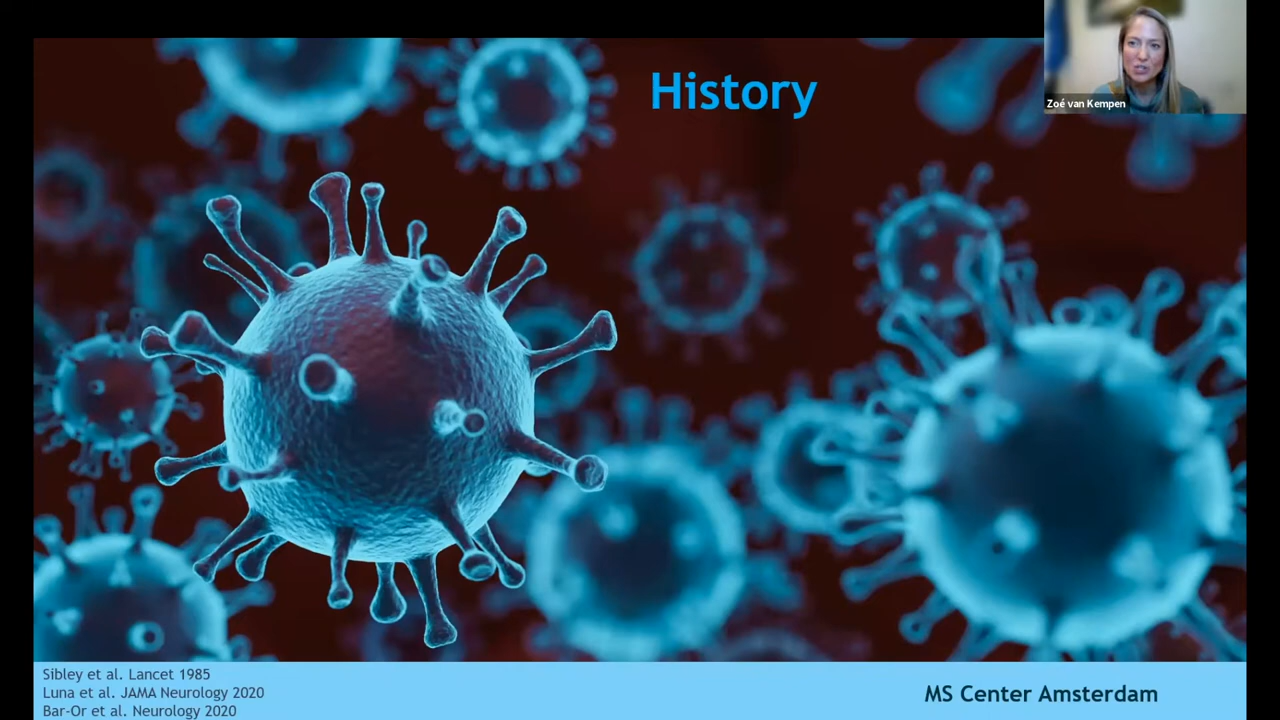 History
Zoé van Kempen
Sibley et al. Lancet 1985
Luna et al. JAMA Neurology 2020
Bar-Or et al. Neurology 2020
MS Center Amsterdam